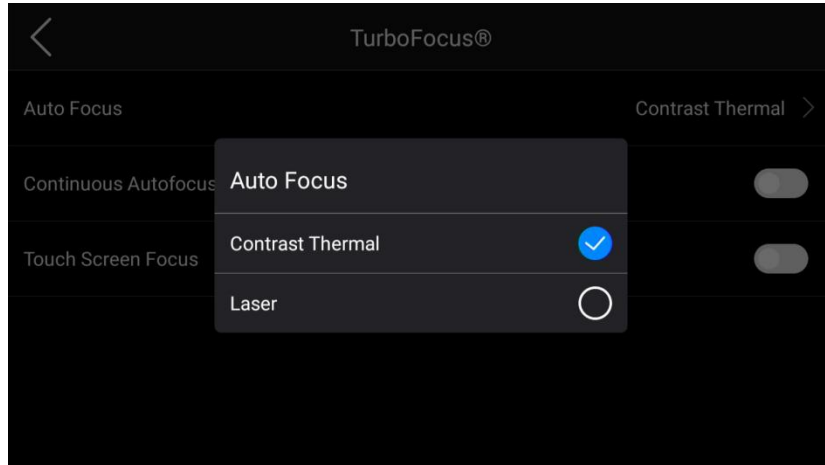 TurboFocus®
Auto Focus
Contrast Thermal
Continuous Autofocus
Touch Screen Focus
Auto Focus
Contrast Thermal
Laser